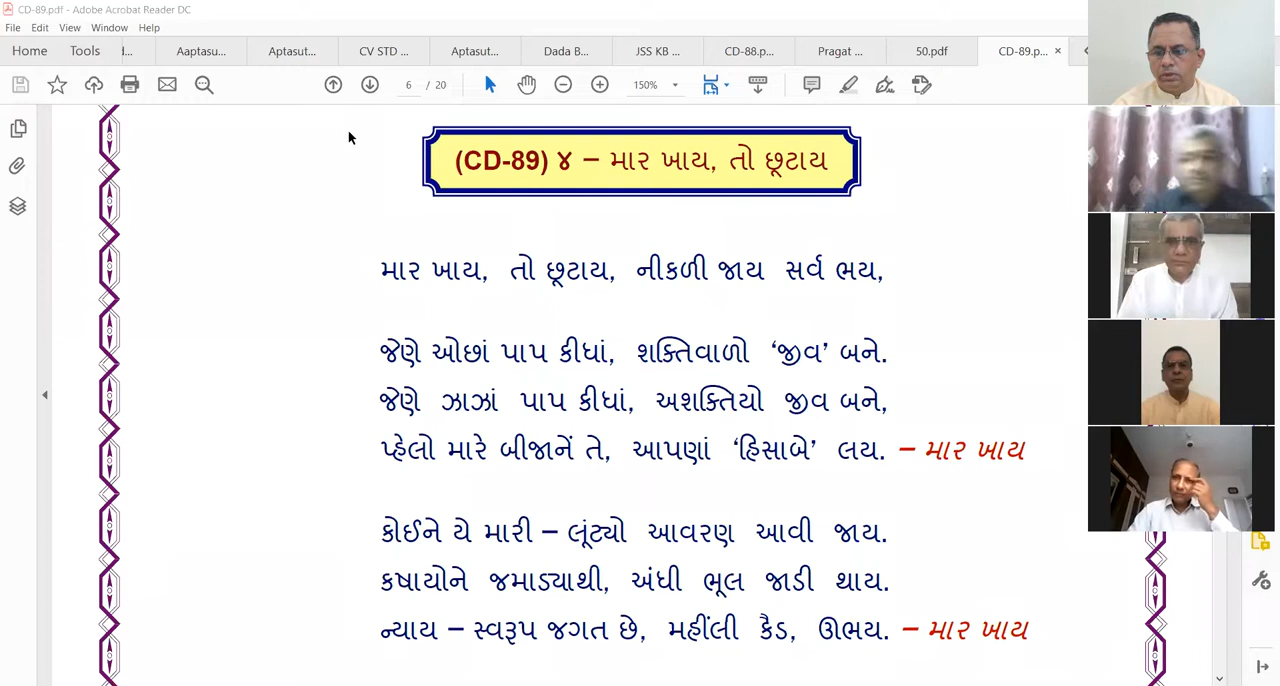 CD-89.pdf - Adobe Acrobat Reader DC
File Edit View Window Help
Home Tools d... Aaptasu... Aptasut... CV STD ... Aptasut... Dada B... JSS KB ... CD-88.p... Pragat ... 50.pdf CD-89.p... ×
6 / 20 150%
(CD-89) ૪ – માર ખાય, તો છૂટાય
માર ખાય, તો છૂટાય, નીકળી જાય સર્વ ભય,
જેણે ઓછાં પાપ કીધાં, શક્તિવાળો ‘જીવ’ બને.
જેણે ઝાઝાં પાપ કીધાં, અશક્તિયો જીવ બને,
પ્હેલો મારે બીજાનેં તે, આપણાં ‘હિસાબે’ લય. – માર ખાય
કોઈને યે મારી – લૂંટ્યો આવરણ આવી જાય.
કષાયોને જમાડ્યાથી, અંધી ભૂલ જાડી થાય.
ન્યાય – સ્વરૂપ જગત છે, મહીંલી કૈડ, ઊભય. – માર ખાય